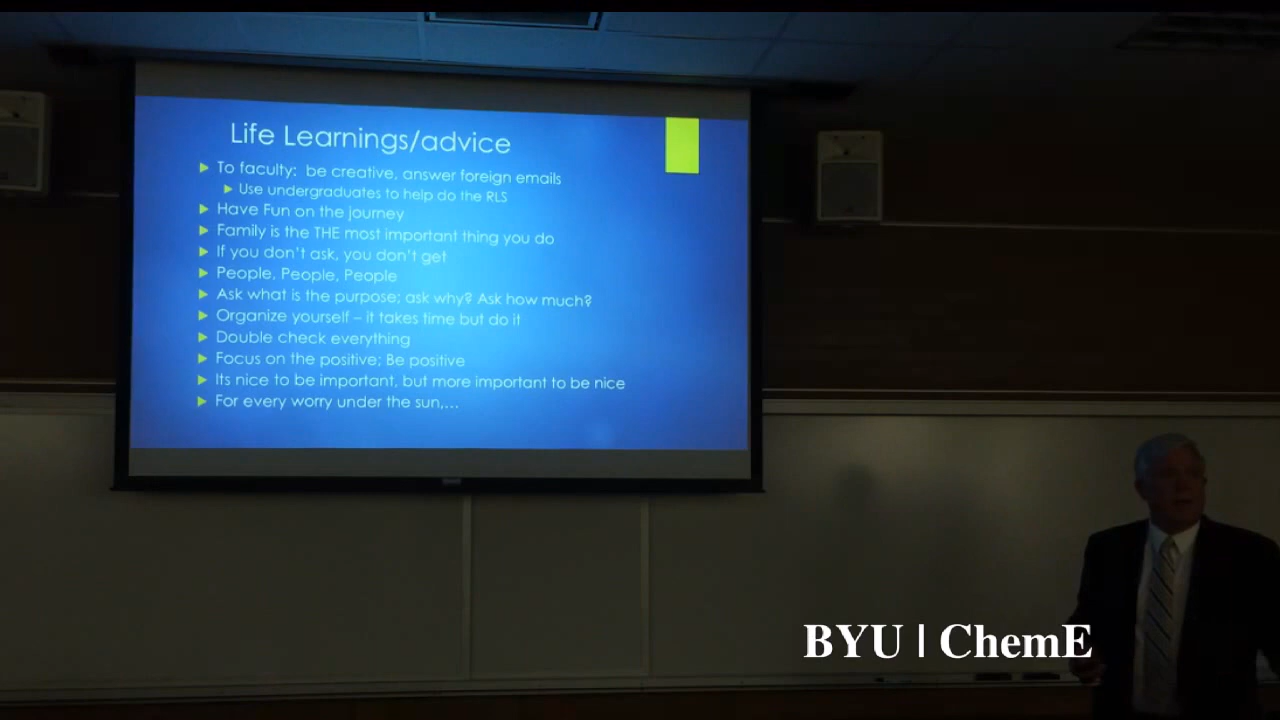 Life Learnings/advice
To faculty: be creative, answer foreign emails
Use undergraduates to help do the RLS
Have Fun on the journey
Family is the THE most important thing you do
If you don't ask, you don't get
People, People, People
Ask what is the purpose; ask why? Ask how much?
Organize yourself – it takes time but do it
Double check everything
Focus on the positive; Be positive
Its nice to be important, but more important to be nice
For every worry under the sun,...
BYU | ChemE